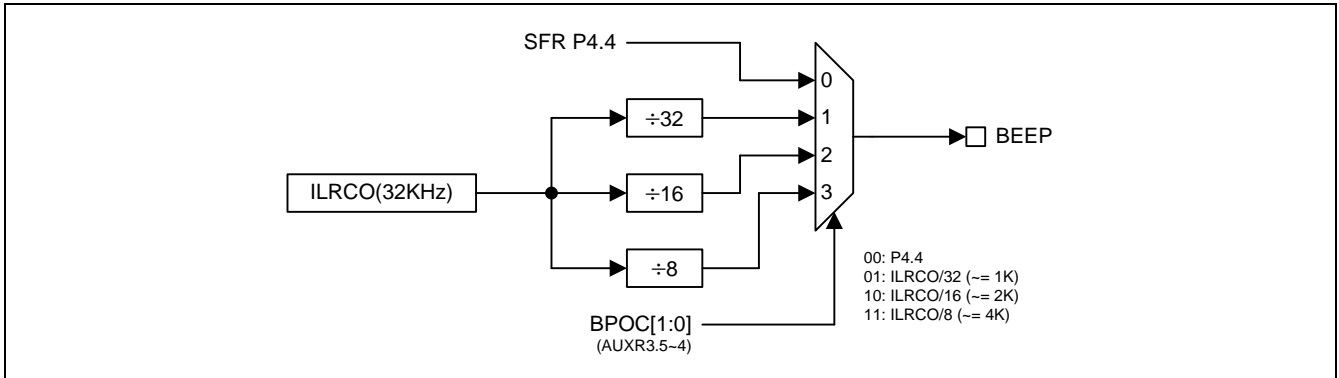 SFR P4.4
0
÷32
1
BEEP
2
ILRCO(32KHz)
÷16
3
÷8
00: P4.4
01: ILRCO/32 (~= 1K)
10: ILRCO/16 (~= 2K)
11: ILRCO/8 (~= 4K)
BPOC[1:0]
(AUXR3.5~4)